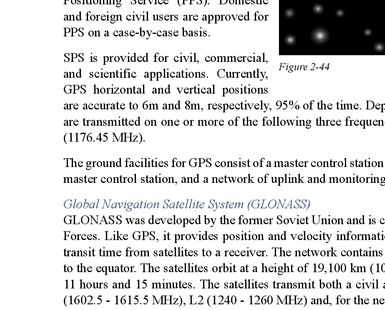 Positioning Service (PPS). Domestic
and foreign civil users are approved for
PPS on a case-by-case basis.
SPS is provided for civil, commercial,
and scientific applications. Currently,
GPS horizontal and vertical positions
Figure 2-44
are accurate to 6m and 8m, respectively, 95% of the time. Dep
are transmitted on one or more of the following three frequen
(1176.45 MHz).
The ground facilities for GPS consist of a master control station
master control station, and a network of uplink and monitoring
Global Navigation Satellite System (GLONASS)
GLONASS was developed by the former Soviet Union and is c
Forces. Like GPS, it provides position and velocity informati
transit time from satellites to a receiver. The network contains
to the equator. The satellites orbit at a height of 19,100 km (10
11 hours and 15 minutes. The satellites transmit both a civil a
(1602.5 - 1615.5 MHz), L2 (1240 - 1260 MHz) and, for the ne